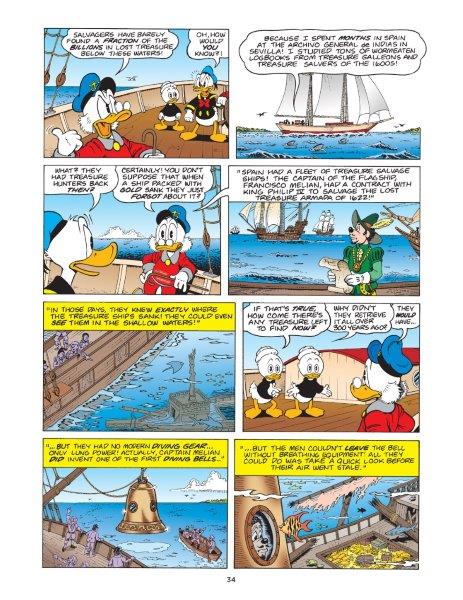 SALVAGERS HAVE BARELY
FOUND A FRACTION OF THE
BILLIONS IN LOST TREASURE
BELOW THESE WATERS!
OH, HOW
WOULD
YOU
KNOW?!
BECAUSE I SPENT MONTHS IN SPAIN
AT THE ARCHIVO GENERAL de INDIAS IN
SEVILLA! I STUDIED TONS OF WORMEATEN
LOGBOOKS FROM TREASURE GALLEONS AND
TREASURE SALVERS OF THE 1600S!
WHAT? THEY
HAD TREASURE
HUNTERS BACK
THEN?
CERTAINLY! YOU DON'T
SUPPOSE THAT WHEN
A SHIP PACKED WITH
GOLD SANK THEY JUST
FORGOT ABOUT IT?
"SPAIN HAD A FLEET OF TREASURE SALVAGE
SHIPS! THE CAPTAIN OF THE FLAGSHIP,
FRANCISCO MELIAN, HAD A CONTRACT WITH
KING PHILIP IV TO SALVAGE THE LOST
TREASURE ARMADA OF 1622!"
"IN THOSE DAYS, THEY KNEW EXACTLY WHERE
THE TREASURE SHIPS SANK! THEY COULD EVEN
SEE THEM IN THE SHALLOW WATERS!"
IF THAT'S TRUE,
HOW COME THERE'S
ANY TREASURE LEFT
TO FIND NOW?
WHY DIDN'T
THEY RETRIEVE
IT ALL OVER
300 YEARS AGO?
THEY
WOULD
HAVE...
"...BUT THEY HAD NO MODERN DIVING GEAR...
ONLY LUNG POWER! ACTUALLY, CAPTAIN MELIAN
DID INVENT ONE OF THE FIRST DIVING BELLS..."
"...BUT THE MEN COULDN'T LEAVE THE BELL
WITHOUT BREATHING EQUIPMENT! ALL THEY
COULD DO WAS TAKE A QUICK LOOK BEFORE
THEIR AIR WENT STALE."
34